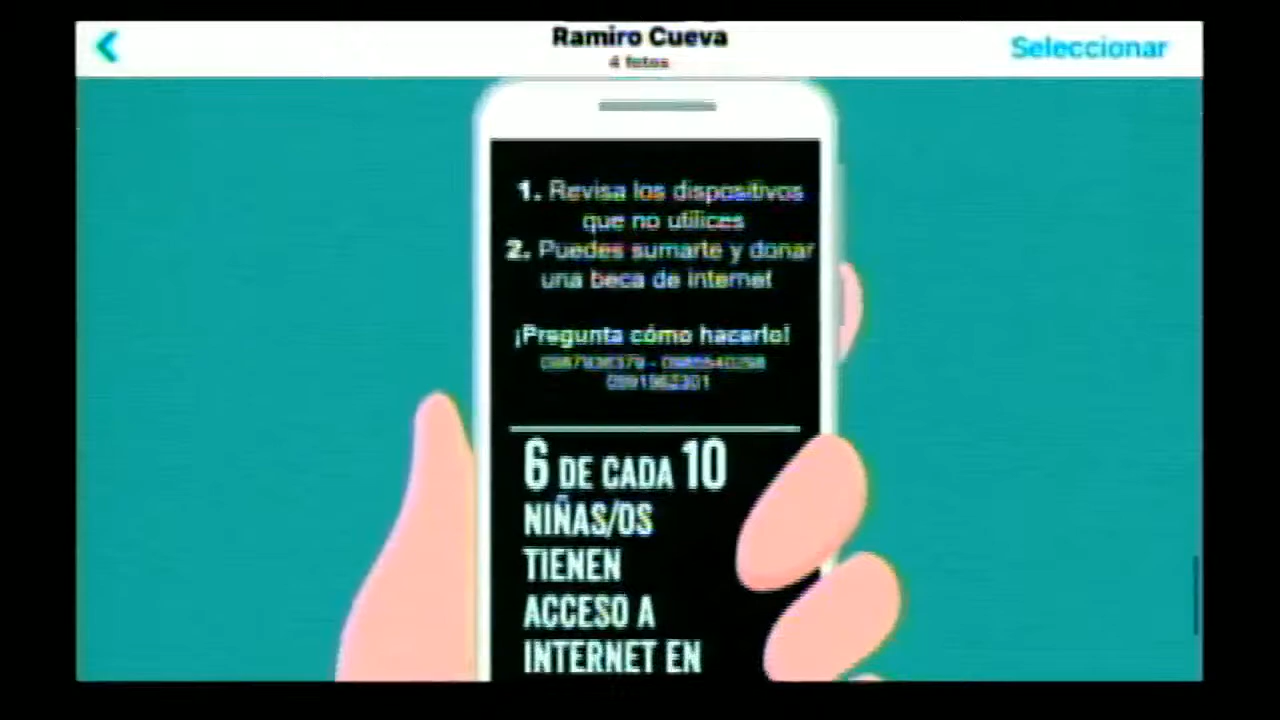 Ramiro Cueva
4 fotos
Seleccionar
1. Revisa los dispositivos
que no utilices
2. Puedes sumarte y donar
una beca de internet
¡Pregunta cómo hacerlo!
6 DE CADA 10
NIÑAS/OS
TIENEN
ACCESO A
INTERNET EN